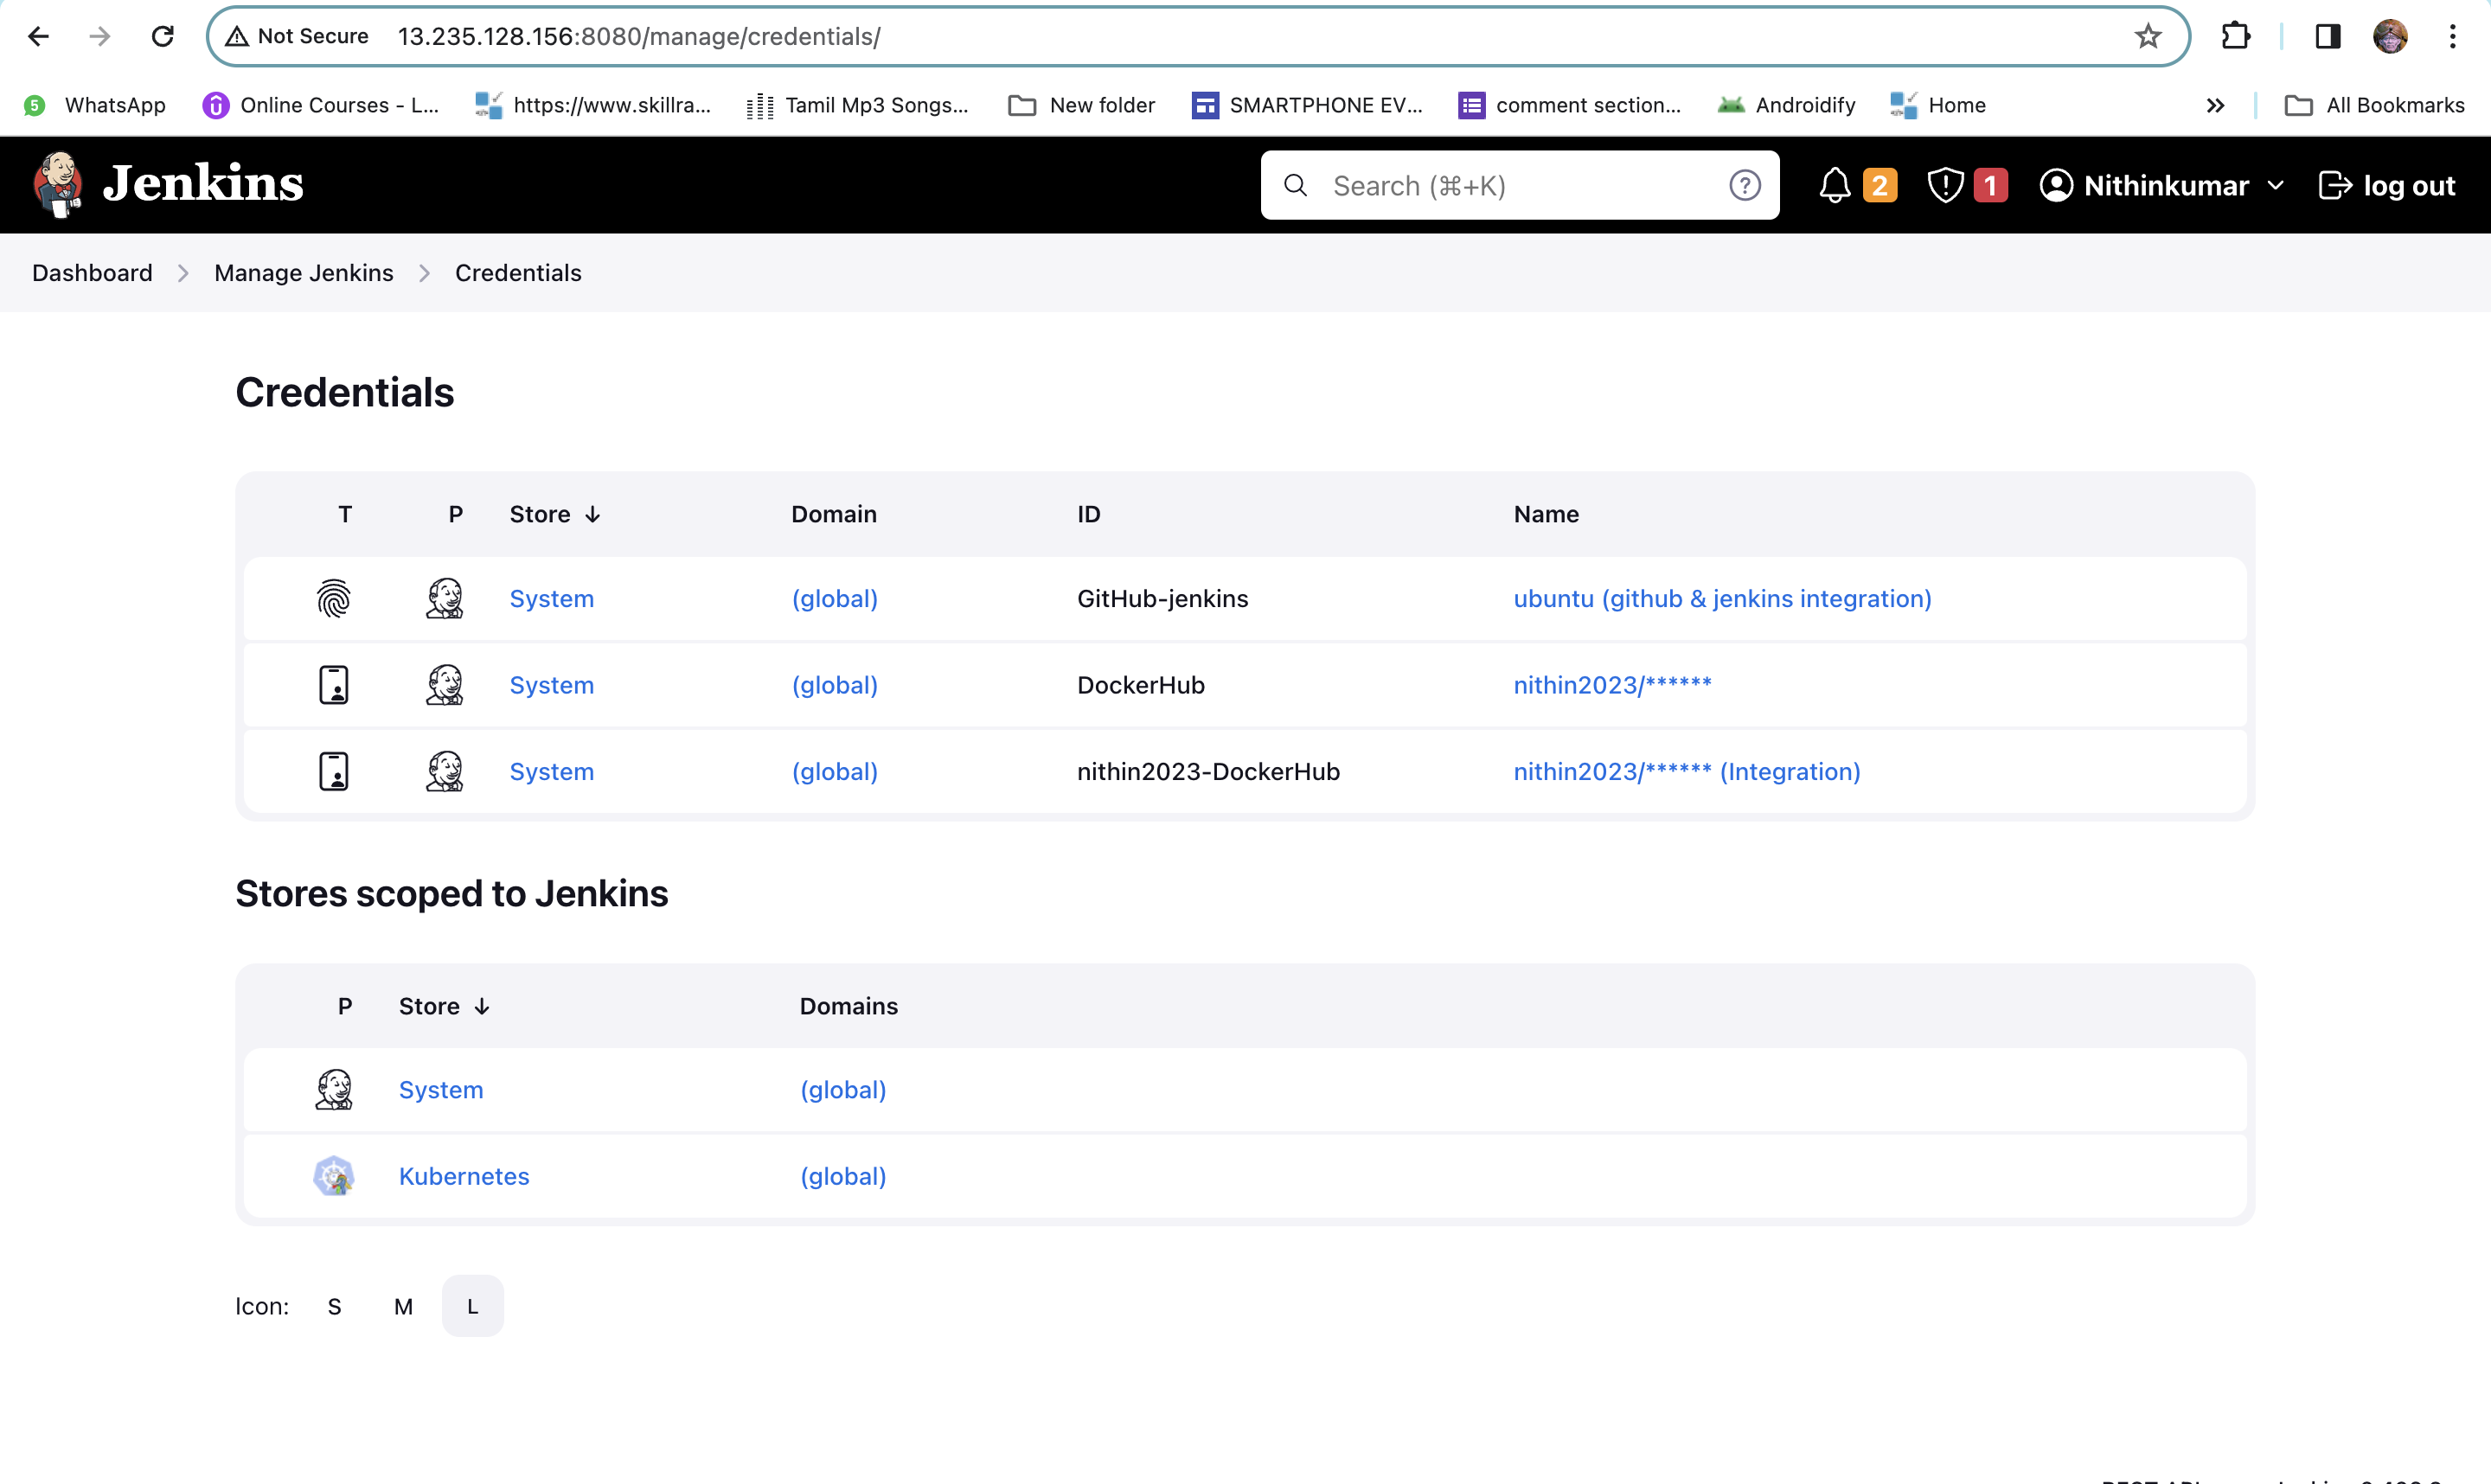 Not Secure 13.235.128.156:8080/manage/credentials/
5 WhatsApp Online Courses - L... https://www.skillra... Tamil Mp3 Songs... New folder SMARTPHONE EV... comment section... Androidify Home » All Bookmarks
Jenkins Search (⌘+K) ? 2 1 Nithinkumar log out
Dashboard Manage Jenkins Credentials
Credentials
T P Store ↓ Domain ID Name
System (global) GitHub-jenkins ubuntu (github & jenkins integration)
System (global) DockerHub nithin2023/******
System (global) nithin2023-DockerHub nithin2023/****** (Integration)
Stores scoped to Jenkins
P Store ↓ Domains
System (global)
Kubernetes (global)
Icon: S M L